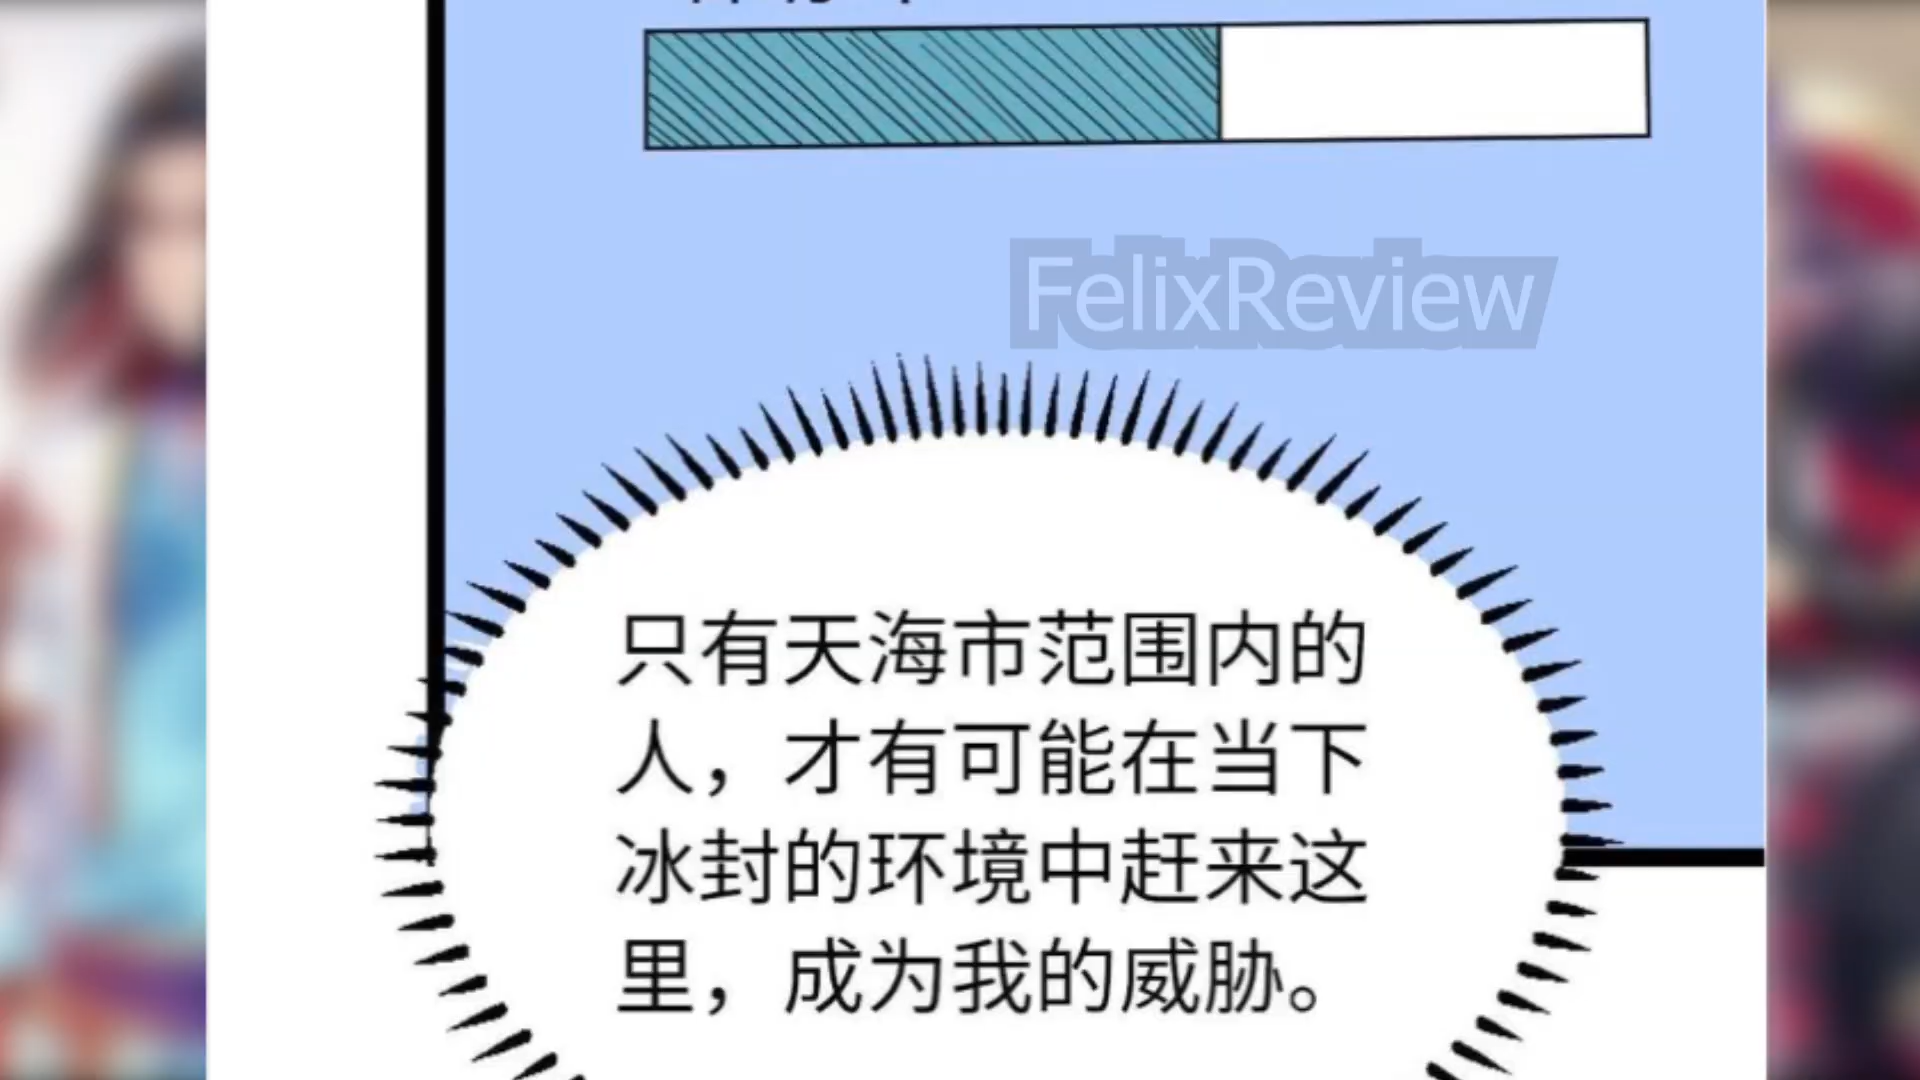 FelixReview
只有天海市范围内的
人，才有可能在当下
冰封的环境中赶来这
里，成为我的威胁。